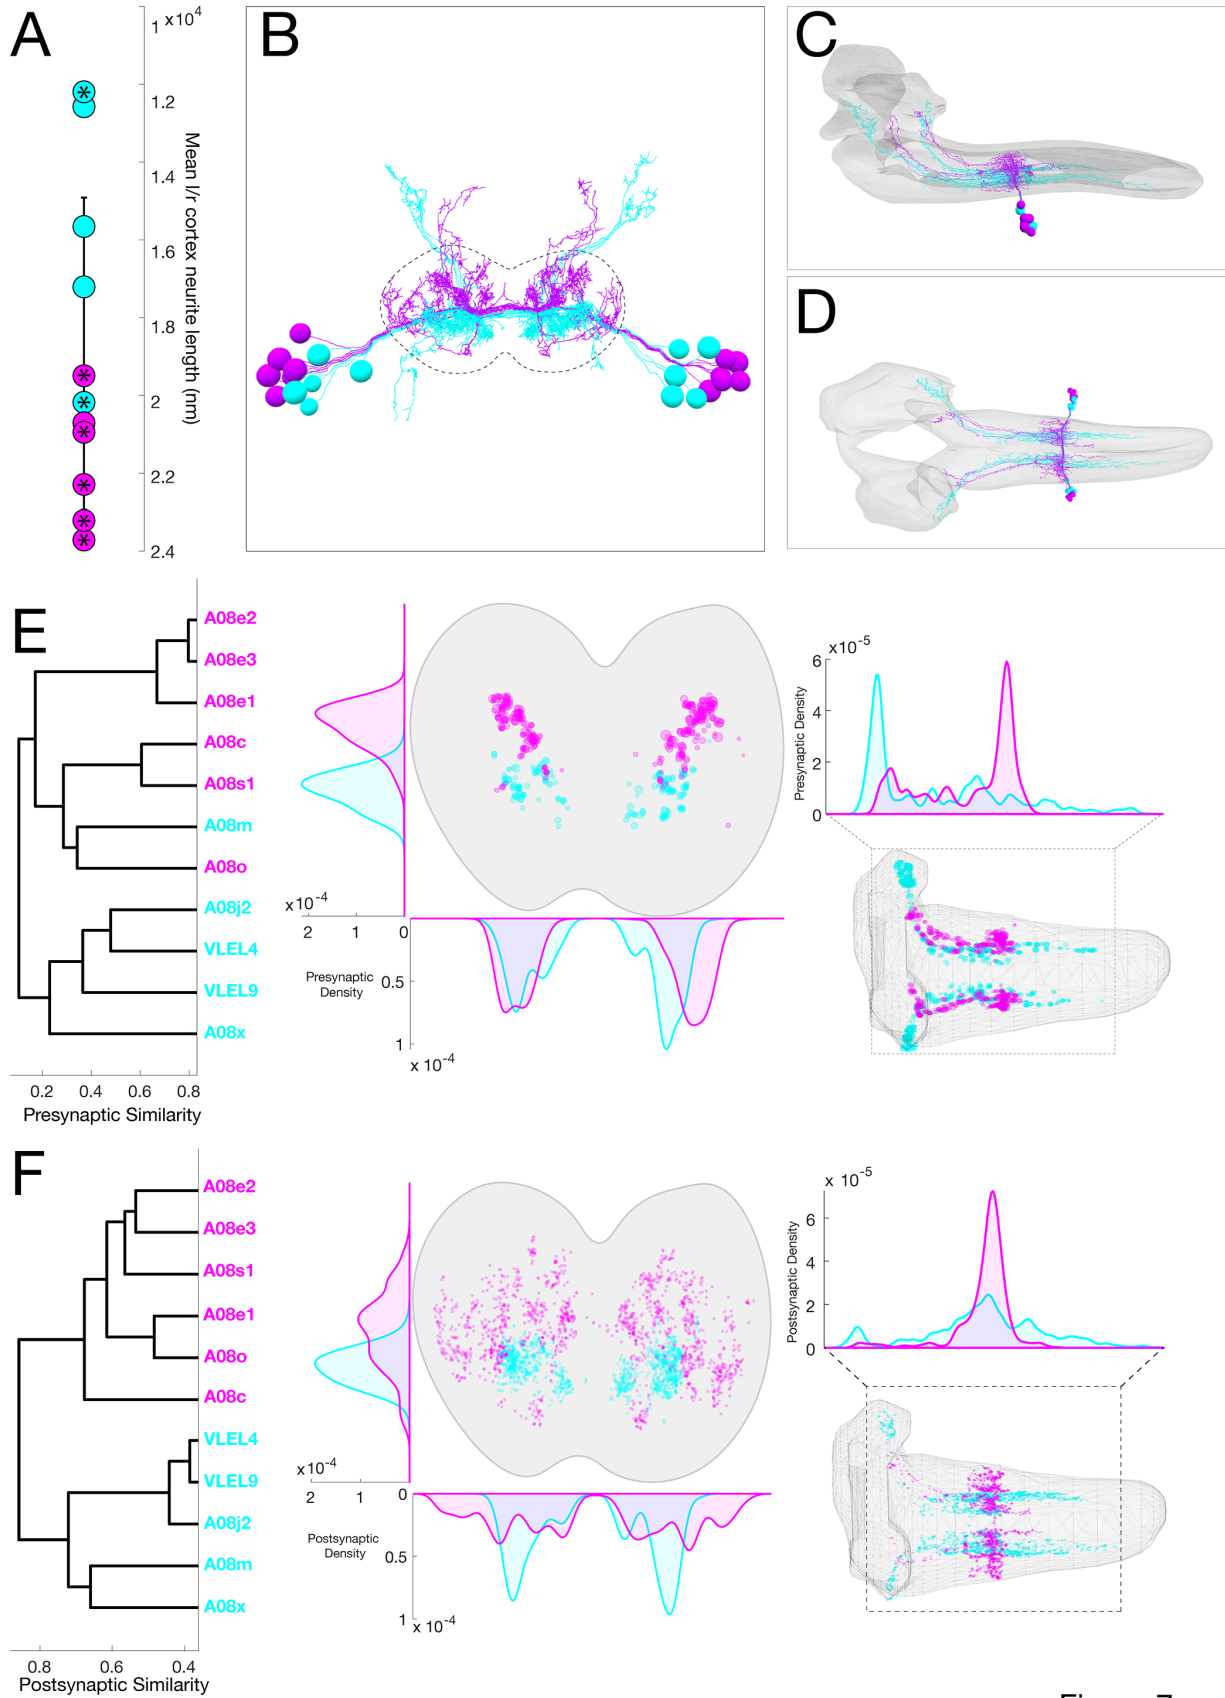 A
1 x10⁴
1.2
1.4
1.6
1.8
2
2.2
2.4
Mean l/r cortex neurite length (nm)
*
*
*
*
*
*
*
B
C
D
E
A08e2
A08e3
A08e1
A08c
A08s1
A08m
A08o
A08j2
VLEL4
VLEL9
A08x
0.2 0.4 0.6 0.8
Presynaptic Similarity
x10⁻⁴
2 1 0
Presynaptic
Density
0.5
1
x 10⁻⁴
x10⁻⁵
6
4
2
0
Presynaptic Density
F
A08e2
A08e3
A08s1
A08e1
A08o
A08c
VLEL4
VLEL9
A08j2
A08m
A08x
0.8 0.6 0.4
Postsynaptic Similarity
x10⁻⁴
2 1 0
Postsynaptic
Density
0.5
1
x 10⁻⁴
x 10⁻⁵
6
4
2
0
Postsynaptic Density